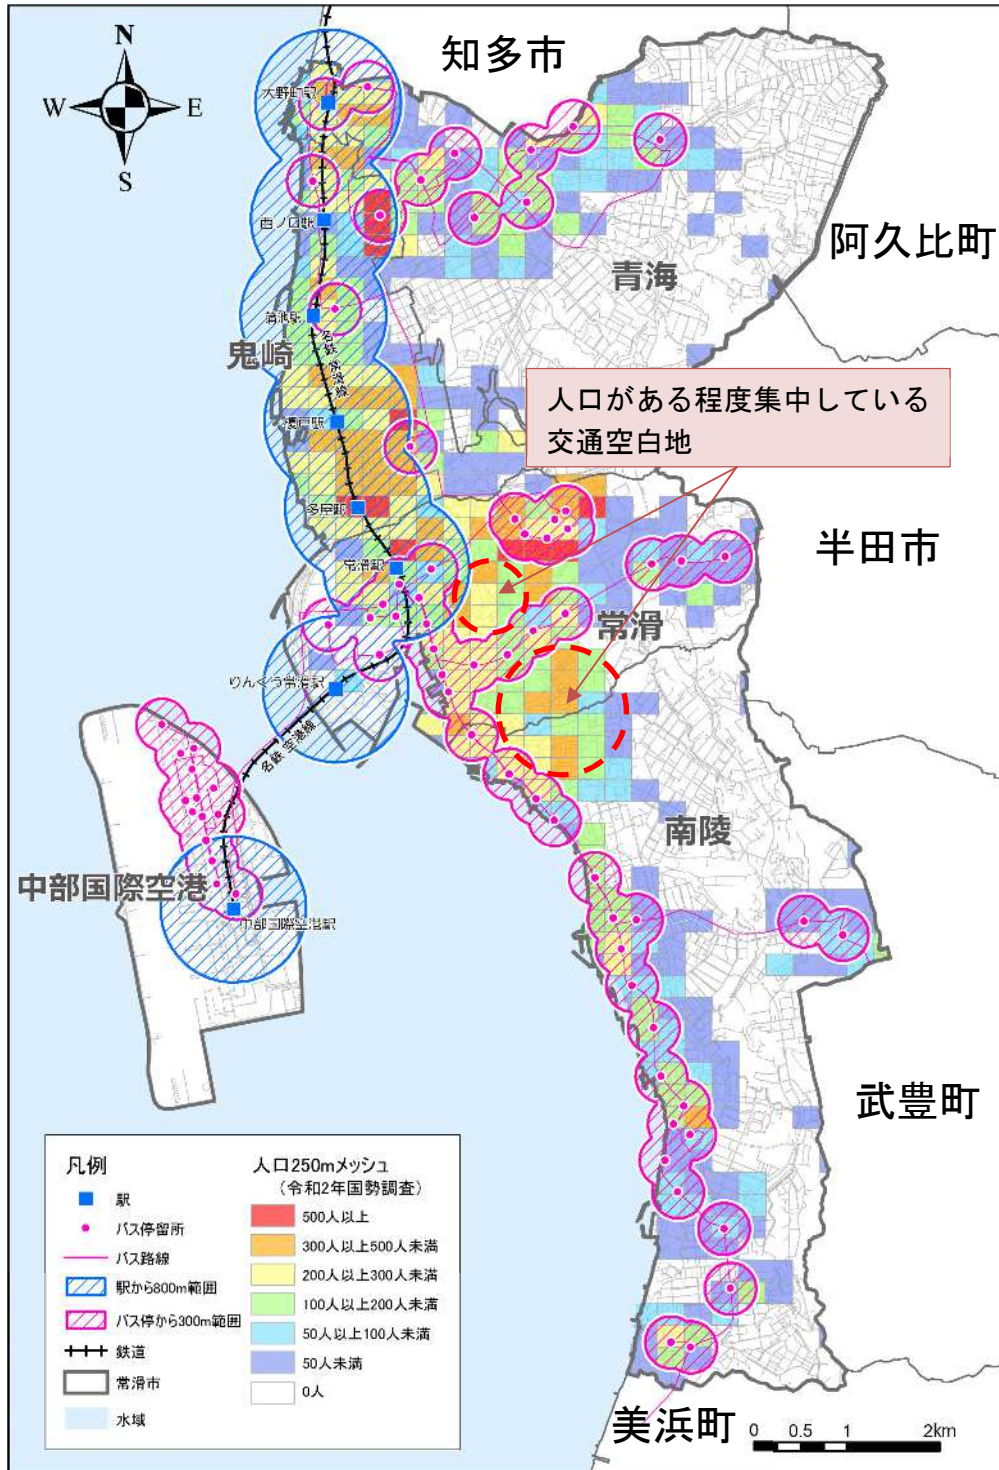 知多市
N
W
E
S
大野町駅
西ノ口駅
阿久比町
青海
蒲池駅
鬼崎
名鉄 常滑線
人口がある程度集中している
交通空白地
榎戸駅
多屋駅
半田市
常滑駅
常滑
りんくう常滑駅
名鉄 空港線
南陵
中部国際空港
中部国際空港駅
武豊町
凡例
駅
バス停留所
バス路線
駅から800m範囲
バス停から300m範囲
鉄道
常滑市
水域
人口250mメッシュ
（令和2年国勢調査）
500人以上
300人以上500人未満
200人以上300人未満
100人以上200人未満
50人以上100人未満
50人未満
0人
美浜町
0 0.5 1 2km